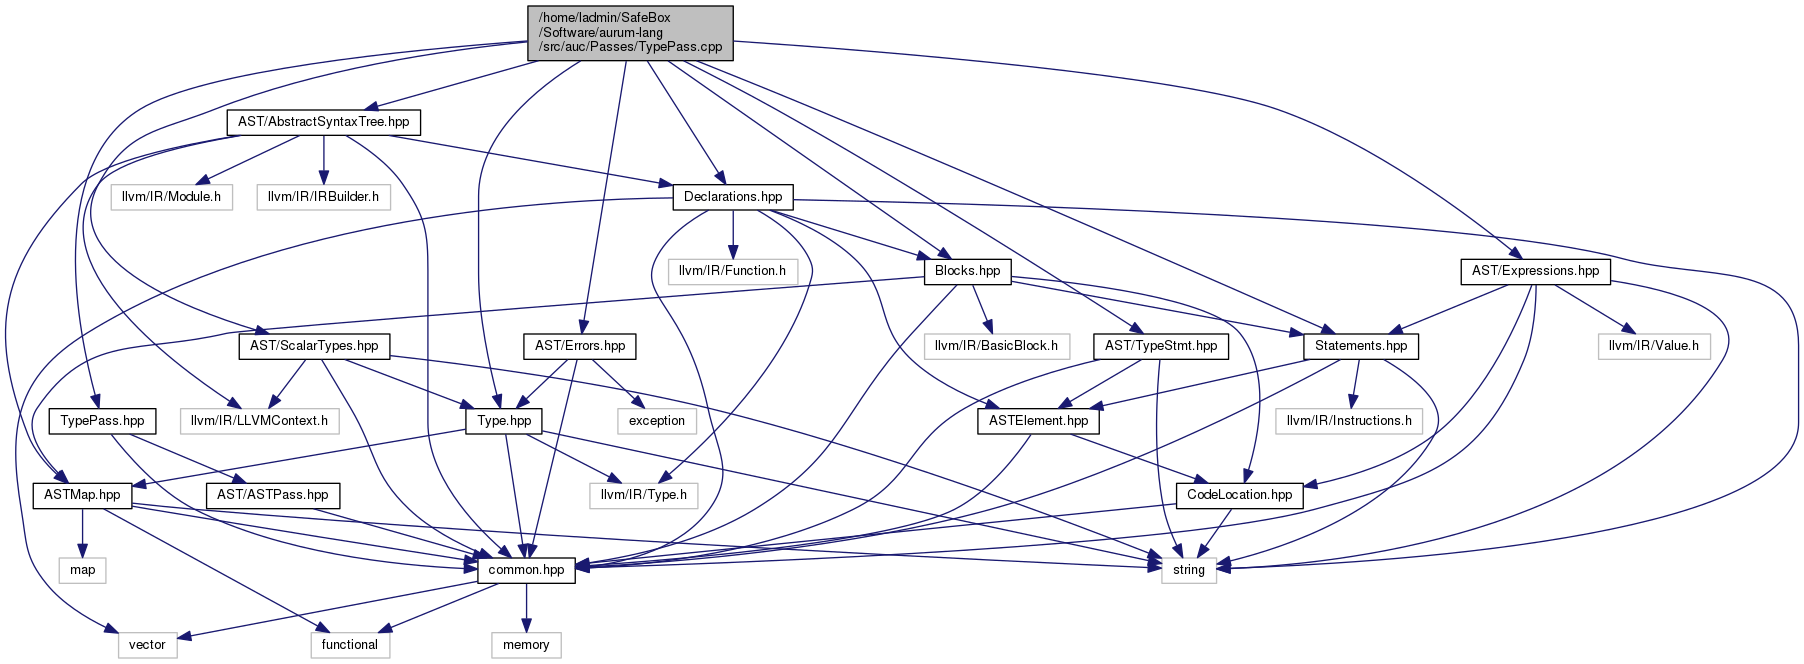 /home/ladmin/SafeBox
/Software/aurum-lang
/src/auc/Passes/TypePass.cpp
AST/AbstractSyntaxTree.hpp
llvm/IR/Module.h
llvm/IR/IRBuilder.h
Declarations.hpp
llvm/IR/Function.h
Blocks.hpp
AST/Expressions.hpp
AST/ScalarTypes.hpp
AST/Errors.hpp
llvm/IR/BasicBlock.h
AST/TypeStmt.hpp
Statements.hpp
llvm/IR/Value.h
TypePass.hpp
llvm/IR/LLVMContext.h
Type.hpp
exception
ASTElement.hpp
llvm/IR/Instructions.h
ASTMap.hpp
AST/ASTPass.hpp
llvm/IR/Type.h
CodeLocation.hpp
map
common.hpp
string
vector
functional
memory